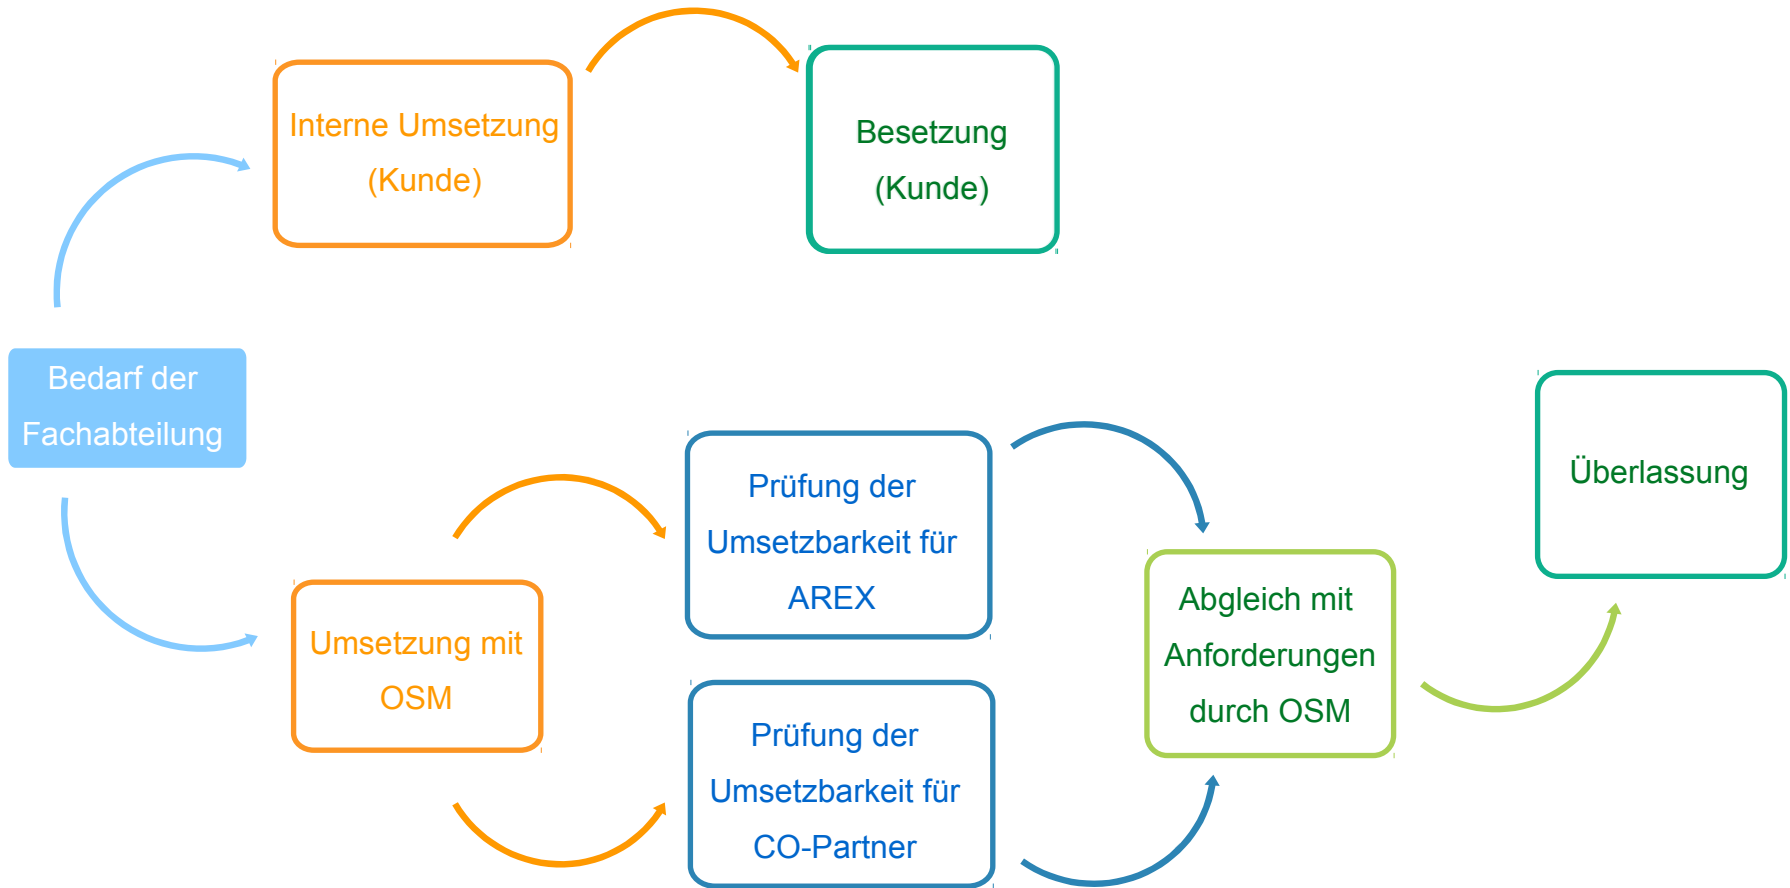 Interne Umsetzung
(Kunde)
Besetzung
(Kunde)
Bedarf der
Fachabteilung
Umsetzung mit
OSM
Prüfung der
Umsetzbarkeit für
AREX
Prüfung der
Umsetzbarkeit für
CO-Partner
Abgleich mit
Anforderungen
durch OSM
Überlassung